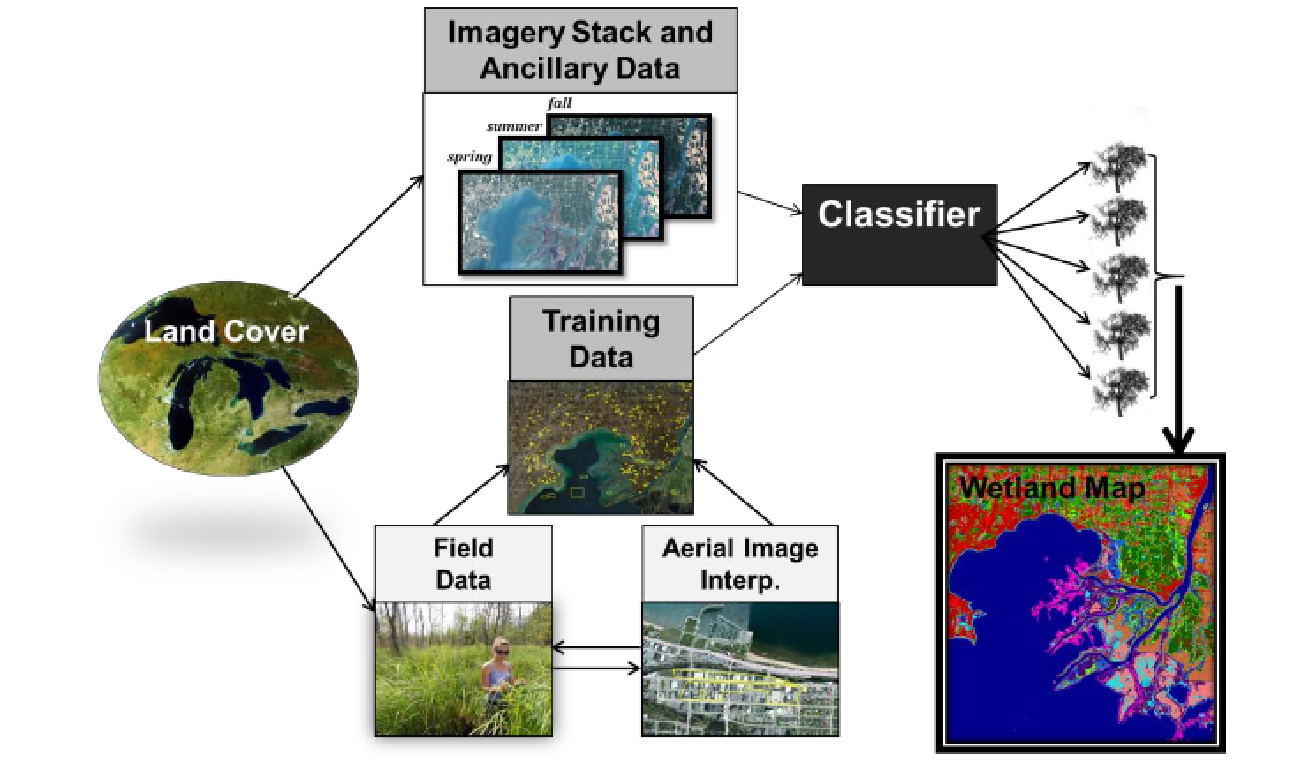 Imagery Stack and
Ancillary Data
fall
summer
spring
Classifier
Land Cover
Training
Data
Field
Data
Aerial Image
Interp.
Wetland Map